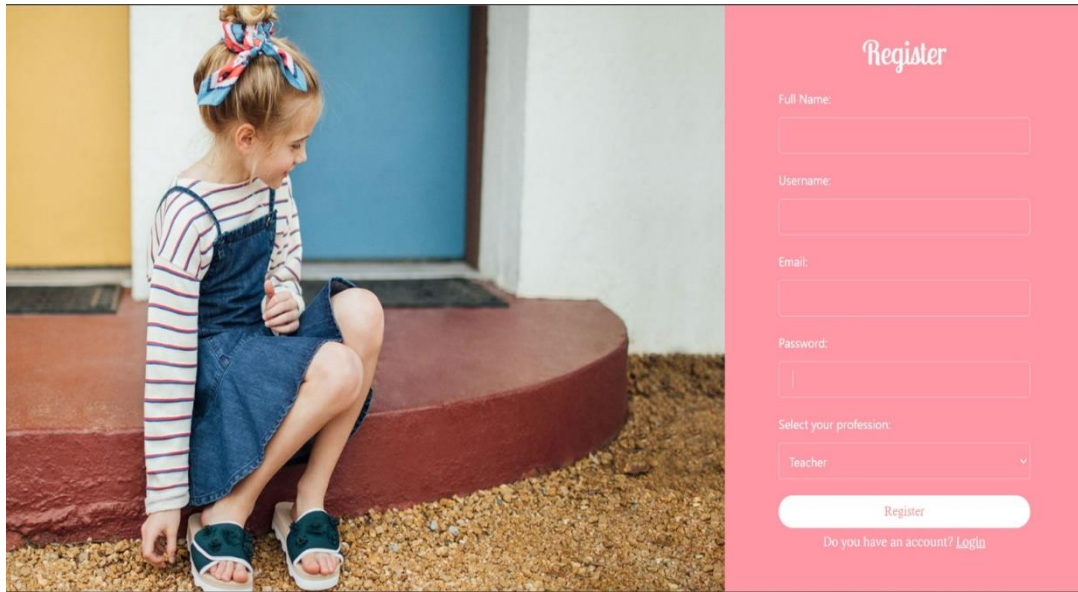 Register
Full Name:
Username:
Email:
Password:
Select your profession:
Teacher
Register
Do you have an account? Login